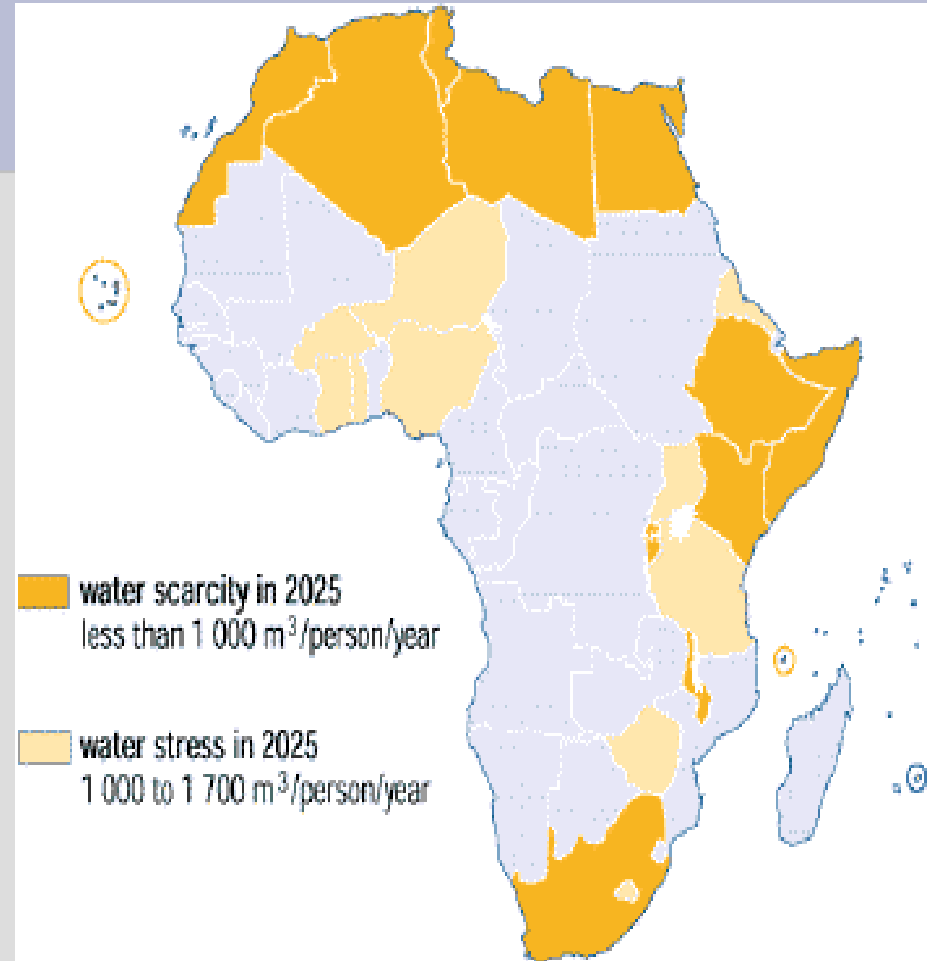 water scarcity in 2025
less than 1 000 m³/person/year
water stress in 2025
1 000 to 1 700 m³/person/year